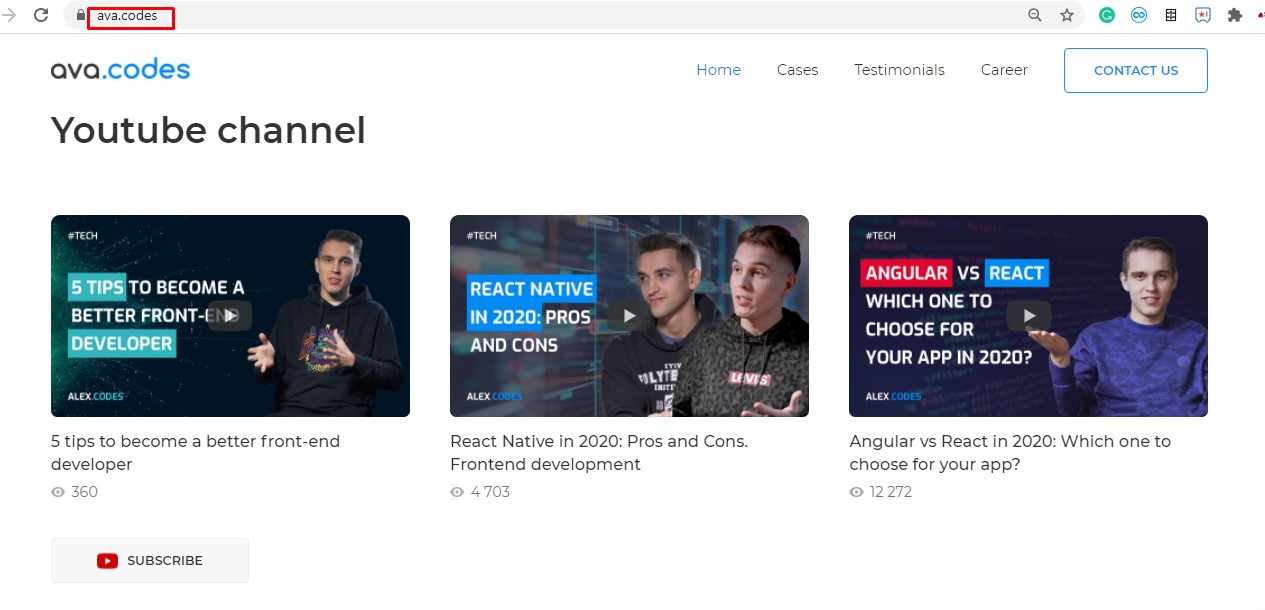 ava.codes
ava.codes
Home Cases Testimonials Career CONTACT US
Youtube channel
#TECH
5 TIPS TO BECOME A
BETTER FRONT-END
DEVELOPER
ALEX.CODES
#TECH
REACT NATIVE
IN 2020: PROS
AND CONS
LEVI'S
ALEX.CODES
#TECH
ANGULAR VS REACT
WHICH ONE TO
CHOOSE FOR
YOUR APP IN 2020?
ALEX.CODES
5 tips to become a better front-end
developer
360
React Native in 2020: Pros and Cons.
Frontend development
4 703
Angular vs React in 2020: Which one to
choose for your app?
12 272
SUBSCRIBE